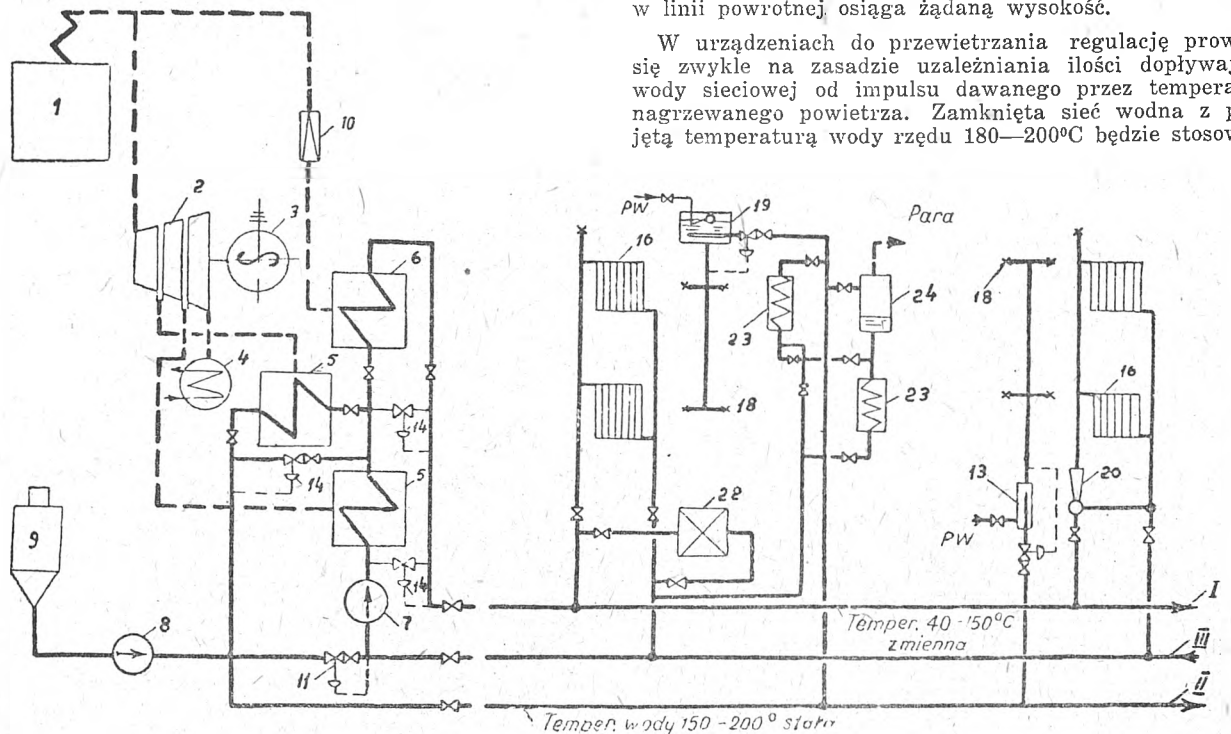 w linii powrotnej osiąga żądaną wysokość.
W urządzeniach do przewietrzania regulację prow
się zwykle na zasadzie uzależniania ilości dopływaj
wody sieciowej od impulsu dawanego przez tempera
nagrzewanego powietrza. Zamknięta sieć wodna z p
jętą temperaturą wody rzędu 180—200°C będzie stosow
1
10
2
3
6
PW
19
Para
16
18
24
4
5
23
18
16
23
14
14
5
13
20
22
9
PW
14
7
I
8
Temper. 40-150°C
zmienna
III
11
II
Temper. wody 150-200° stała